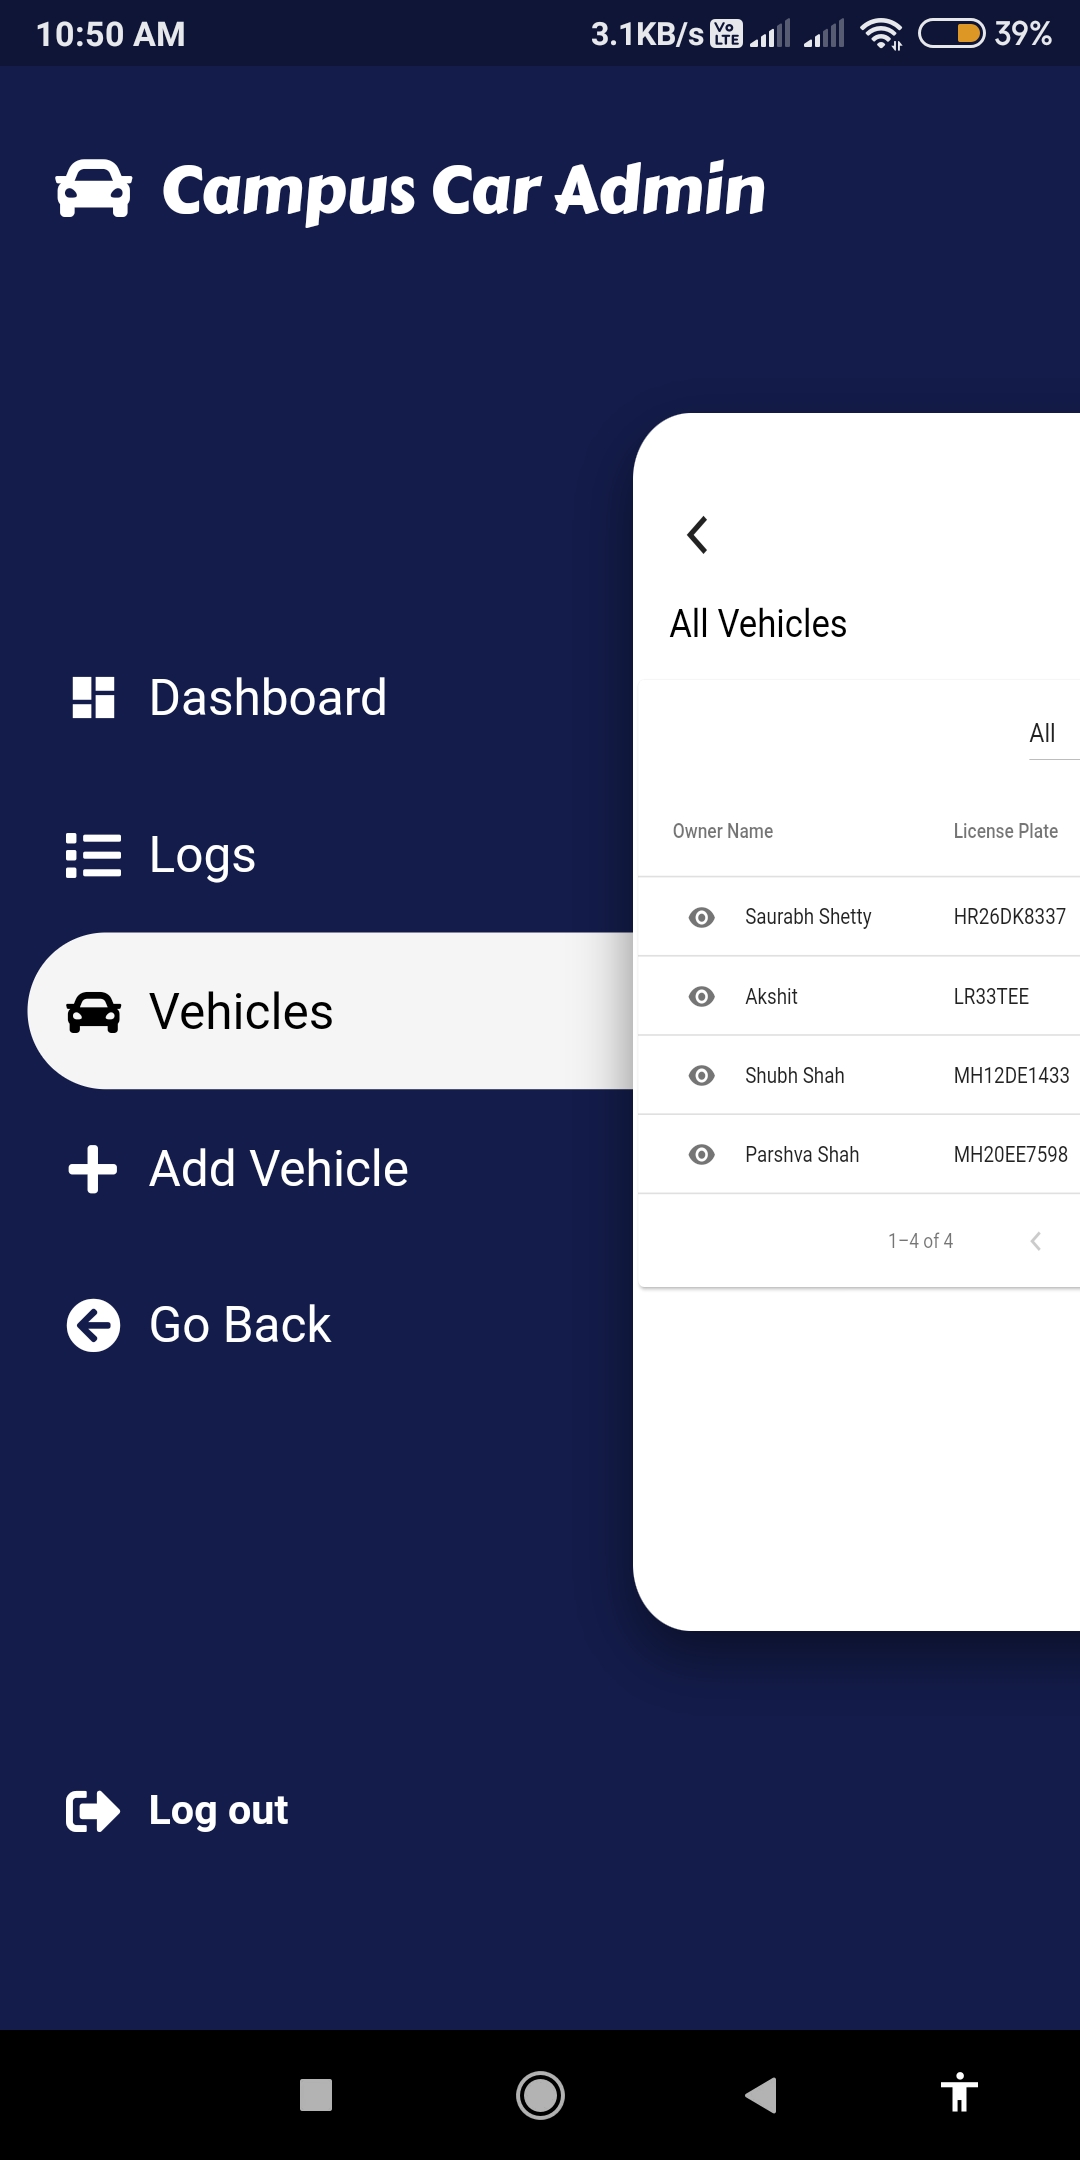 10:50 AM
3.1KB/s Vo LTE 39%
Campus Car Admin
Dashboard
Logs
Vehicles
Add Vehicle
Go Back
Log out
All Vehicles
All
Owner Name License Plate
Saurabh Shetty HR26DK8337
Akshit LR33TEE
Shubh Shah MH12DE1433
Parshva Shah MH20EE7598
1–4 of 4